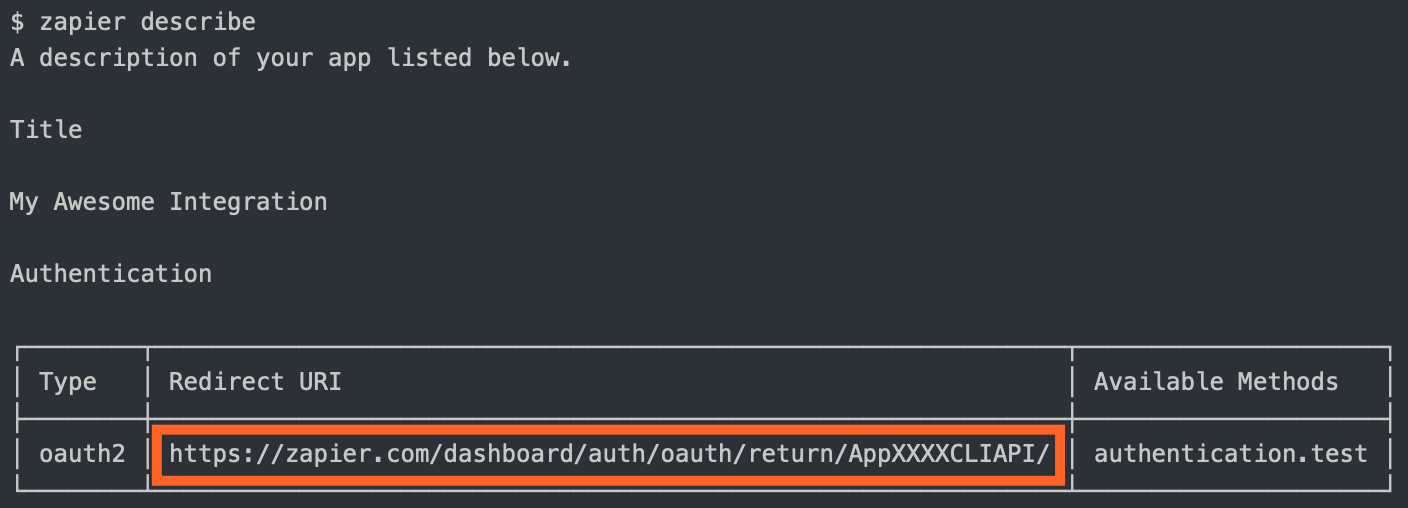 $ zapier describe
A description of your app listed below.
Title
My Awesome Integration
Authentication
Type Redirect URI Available Methods
oauth2 https://zapier.com/dashboard/auth/oauth/return/AppXXXXCLIAPI/ authentication.test